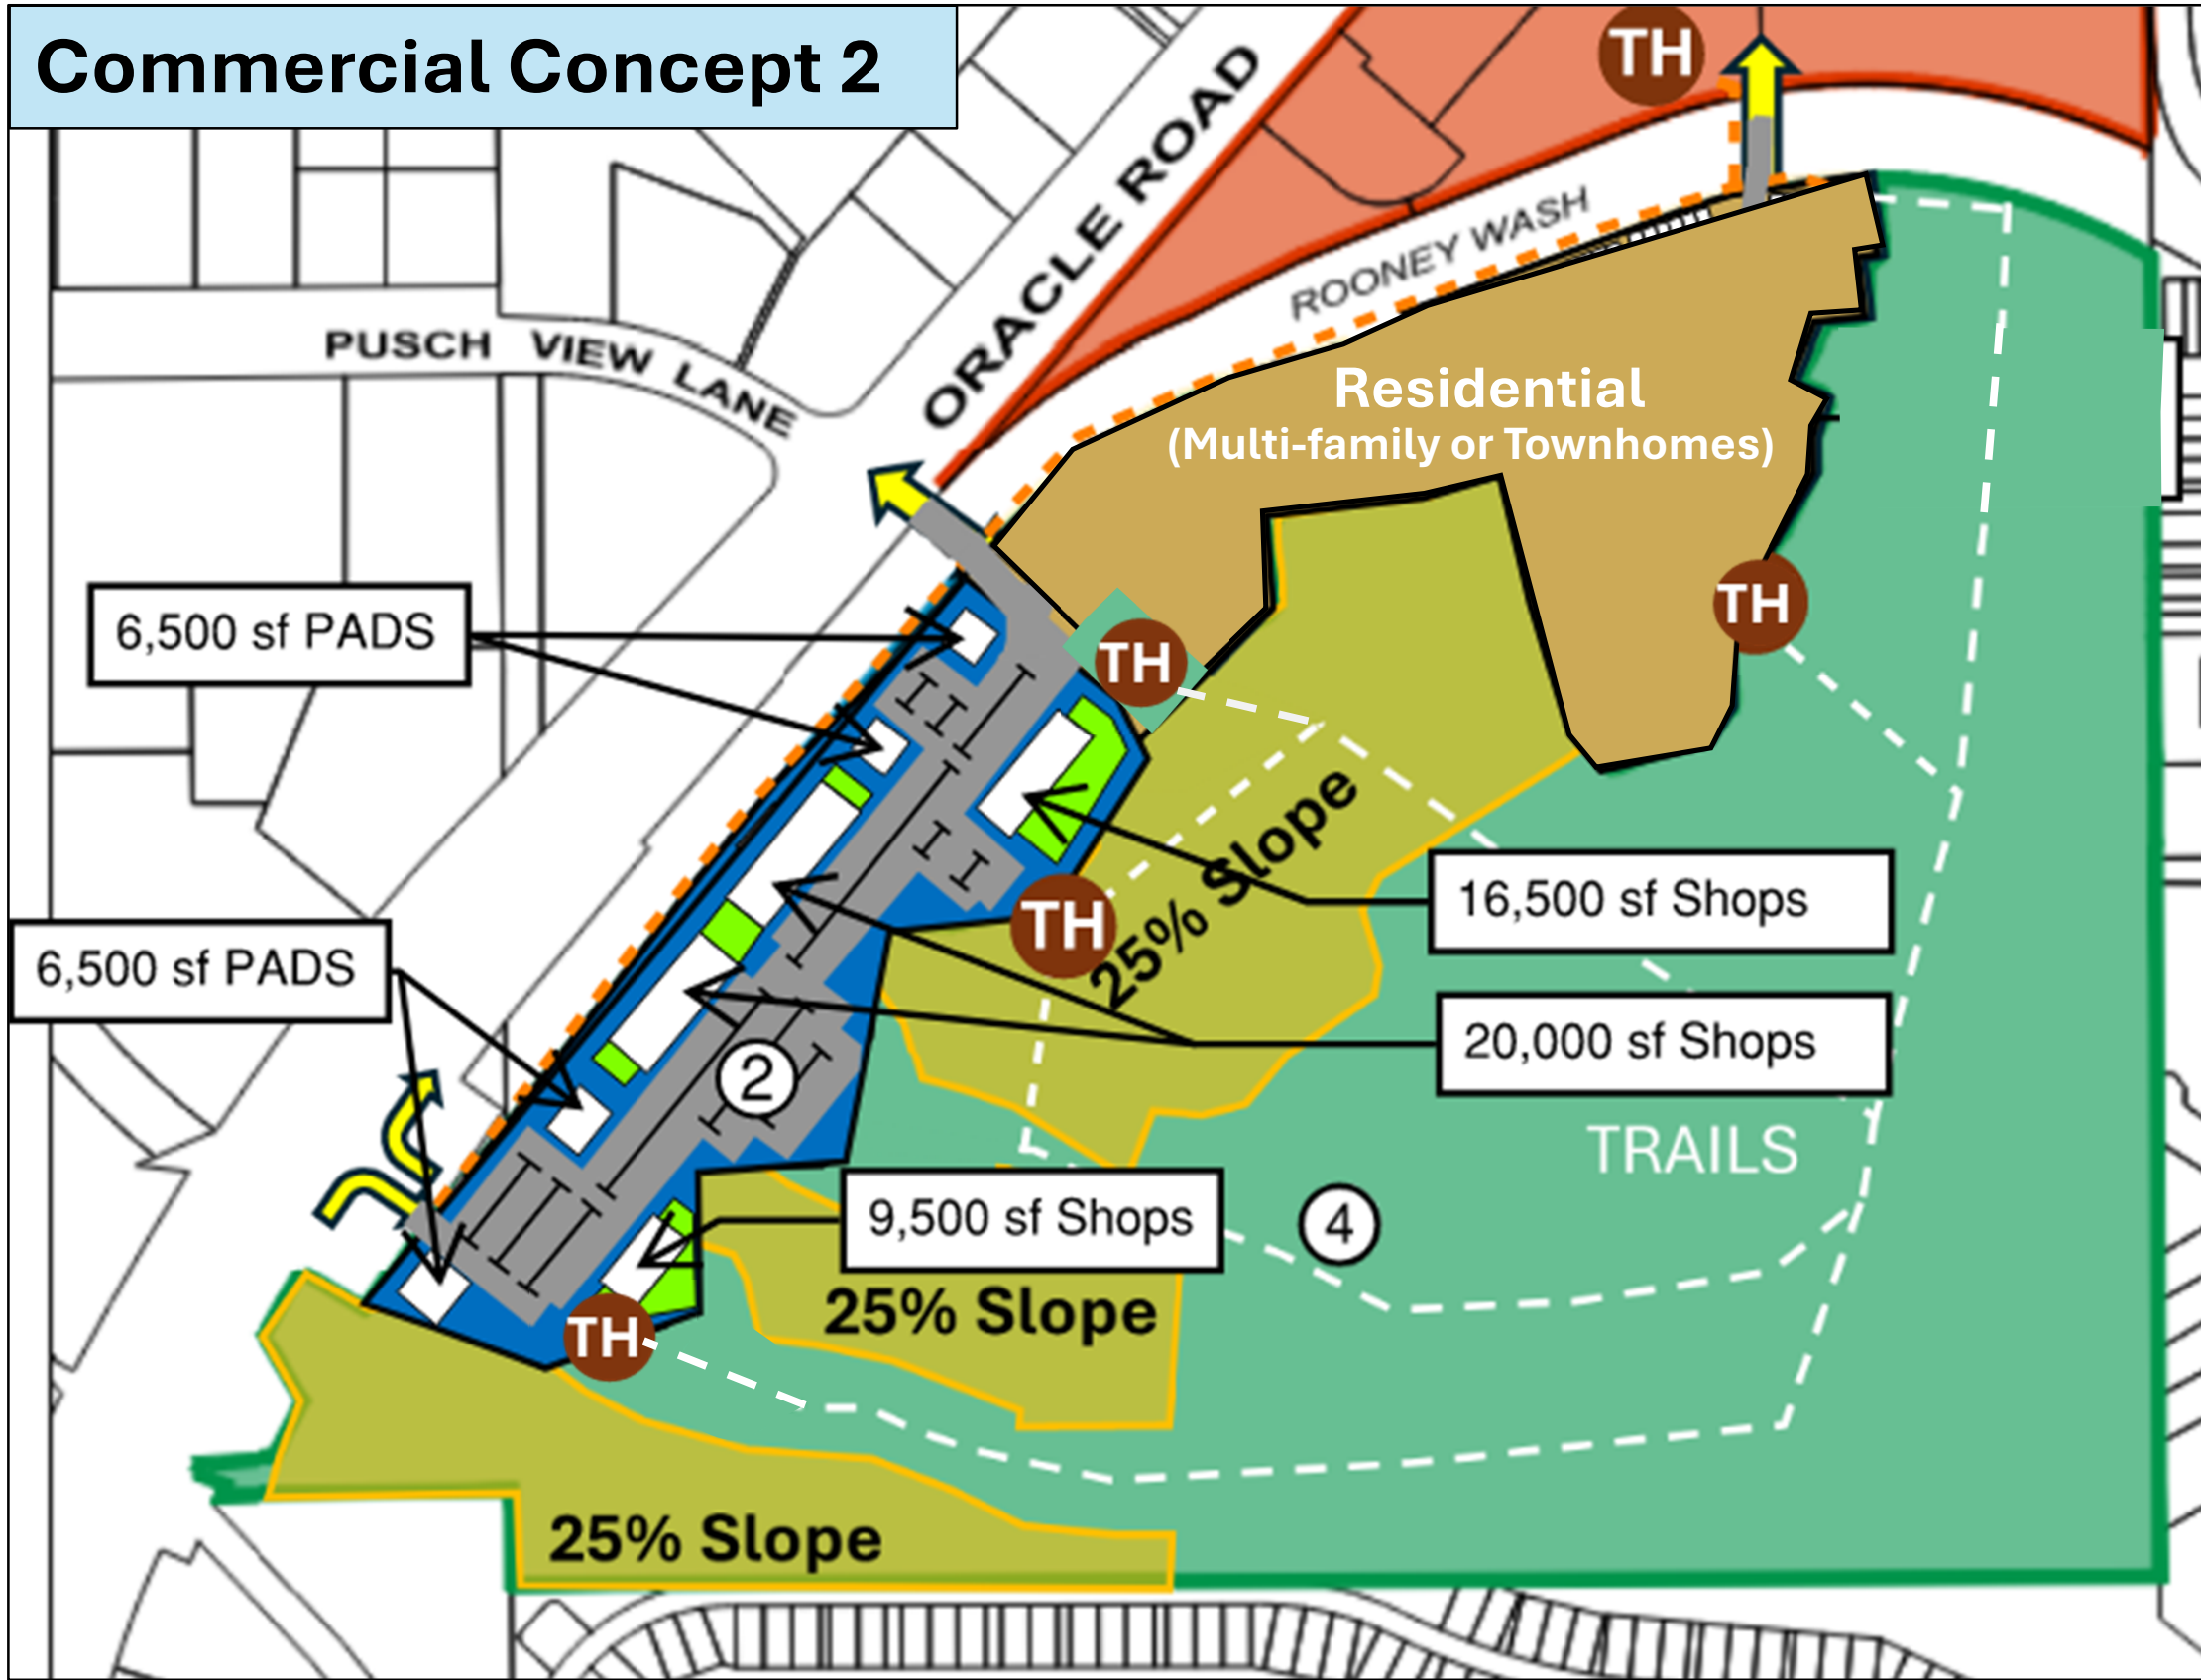 Commercial Concept 2
TH
ORACLE ROAD
ROONEY WASH
PUSCH VIEW LANE
Residential
(Multi-family or Townhomes)
TH
6,500 sf PADS
TH
25% Slope
16,500 sf Shops
TH
6,500 sf PADS
20,000 sf Shops
2
TRAILS
9,500 sf Shops
4
25% Slope
TH
25% Slope